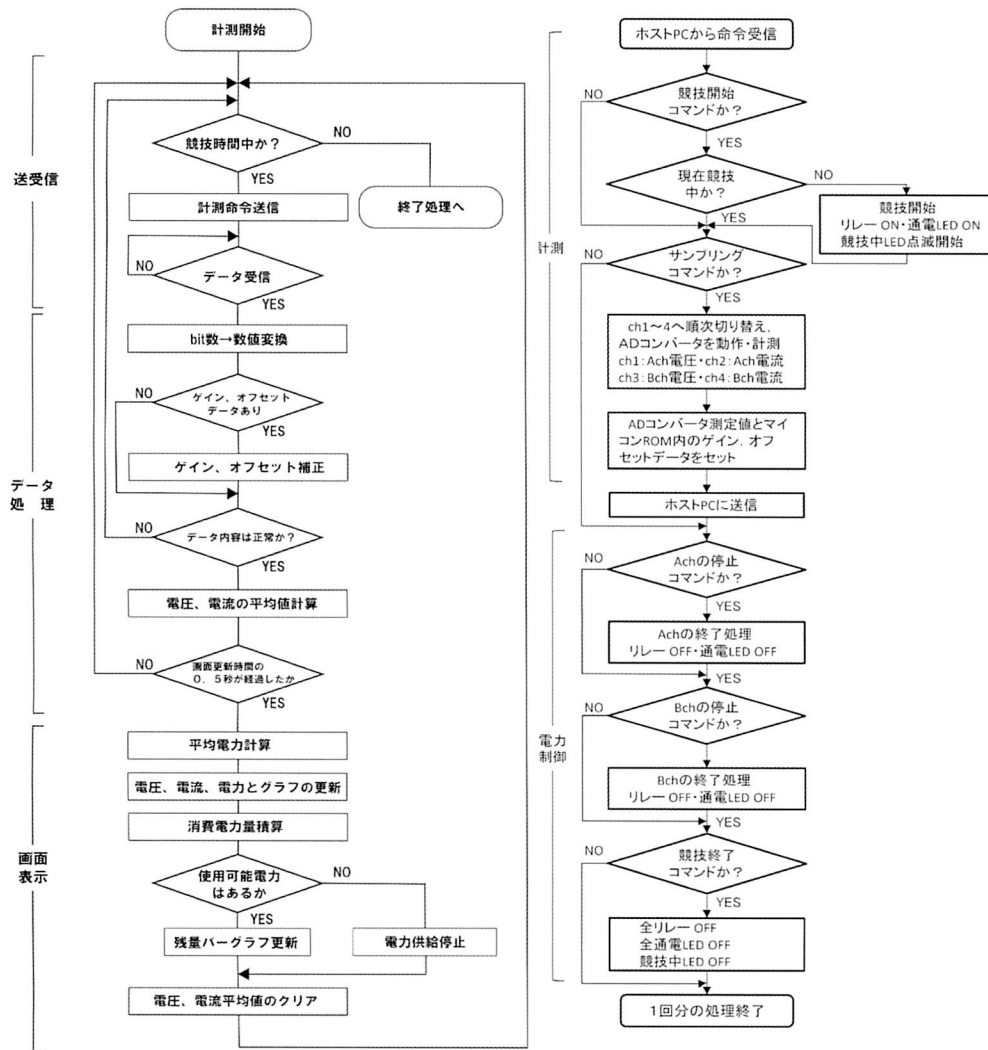 計測開始
送受信
競技時間中か?
NO
YES
計測命令送信
終了処理へ
NO
データ受信
YES
データ
処 理
bit数→数値変換
NO
ゲイン、オフセット
データあり
YES
ゲイン、オフセット補正
NO
データ内容は正常か?
YES
電圧、電流の平均値計算
NO
画面更新時間の
0.5秒が経過したか
YES
画面
表示
平均電力計算
電圧、電流、電力とグラフの更新
消費電力量積算
使用可能電力
はあるか
NO
YES
残量バーグラフ更新
電力供給停止
電圧、電流平均値のクリア
ホストPCから命令受信
計測
NO
競技開始
コマンドか?
YES
現在競技
中か?
NO
YES
競技開始
リレー ON・通電LED ON
競技中LED点滅開始
NO
サンプリング
コマンドか?
YES
ch1~4へ順次切り替え,
ADコンバータを動作・計測
ch1:Ach電圧・ch2:Ach電流
ch3:Bch電圧・ch4:Bch電流
ADコンバータ測定値とマイ
コンROM内のゲイン,オフ
セットデータをセット
ホストPCに送信
電力
制御
NO
Achの停止
コマンドか?
YES
Achの終了処理
リレー OFF・通電LED OFF
YES
NO
Bchの停止
コマンドか?
YES
Bchの終了処理
リレー OFF・通電LED OFF
YES
NO
競技終了
コマンドか?
YES
全リレー OFF
全通電LED OFF
競技中LED OFF
1回分の処理終了